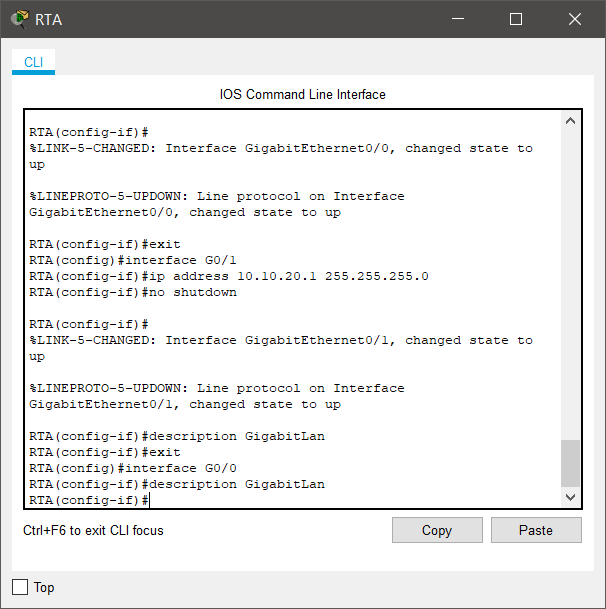 RTA
CLI
IOS Command Line Interface
RTA(config-if)#
%LINK-5-CHANGED: Interface GigabitEthernet0/0, changed state to
up
%LINEPROTO-5-UPDOWN: Line protocol on Interface
GigabitEthernet0/0, changed state to up
RTA(config-if)#exit
RTA(config)#interface G0/1
RTA(config-if)#ip address 10.10.20.1 255.255.255.0
RTA(config-if)#no shutdown
RTA(config-if)#
%LINK-5-CHANGED: Interface GigabitEthernet0/1, changed state to
up
%LINEPROTO-5-UPDOWN: Line protocol on Interface
GigabitEthernet0/1, changed state to up
RTA(config-if)#description GigabitLan
RTA(config-if)#exit
RTA(config)#interface G0/0
RTA(config-if)#description GigabitLan
RTA(config-if)#
Ctrl+F6 to exit CLI focus
Copy
Paste
Top